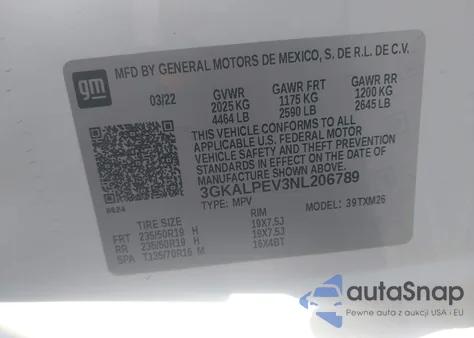 gm
MFD BY GENERAL MOTORS DE MEXICO, S. DE R.L. DE C.V.
03/22 GVWR GAWR FRT GAWR RR
2025 KG 1175 KG 1200 KG
4464 LB 2590 LB 2645 LB
THIS VEHICLE CONFORMS TO ALL
APPLICABLE U.S. FEDERAL MOTOR
VEHICLE SAFETY AND THEFT
PREVENTION STANDARDS IN
EFFECT ON THE DATE OF
MANUFACTURE SHOWN ABOVE.
3GKALPEV3NL206789
TYPE: MPV MODEL: 39TXM26
TIRE SIZE RIM
FRT 235/50R19 H 19X7.5J
RR 235/50R19 H 19X7.5J
SPA T135/70R16 M 16X4BT
autoSnap
Pewne auta z aukcji USA i EU